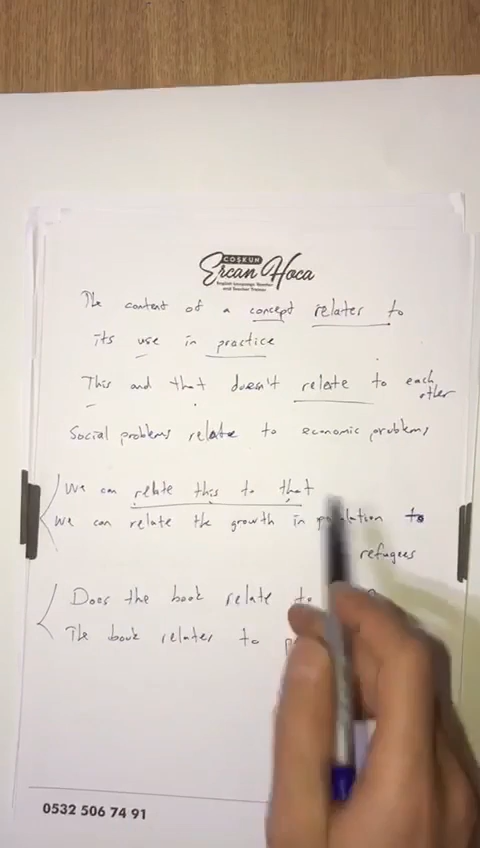 COŞKUN
Ercan Hoca
English Language Teacher
and Teacher Trainer
The content of a concept relates to
its use in practice
This and that doesn't relate to each
other
Social problems relate to economic problems
We can relate this to that
We can relate the growth in population to
refugees
Does the book relate to
The book relates to
0532 506 74 91